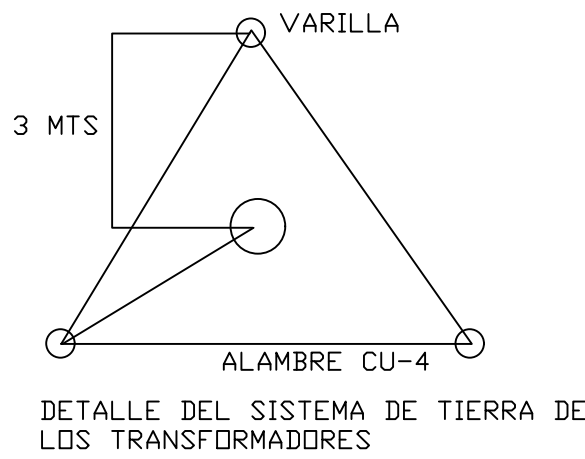 VARILLA
3 MTS
ALAMBRE CU-4
DETALLE DEL SISTEMA DE TIERRA DE
LOS TRANSFORMADORES